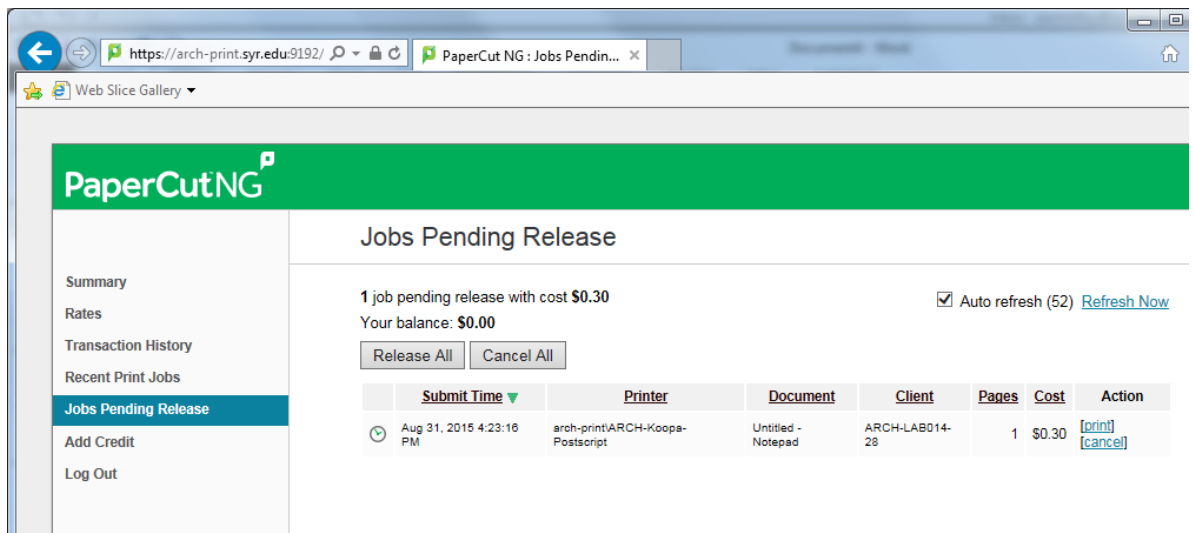 https://arch-print.syr.edu:9192/
PaperCut NG : Jobs Pendin...
Web Slice Gallery
PaperCut NG
Jobs Pending Release
Summary
Rates
Transaction History
Recent Print Jobs
Jobs Pending Release
Add Credit
Log Out
1 job pending release with cost $0.30
Your balance: $0.00
Auto refresh (52) Refresh Now
Release All Cancel All
Submit Time Printer Document Client Pages Cost Action
Aug 31, 2015 4:23:16 PM arch-print\ARCH-Koopa-Postscript Untitled - Notepad ARCH-LAB014-28 1 $0.30 [print] [cancel]